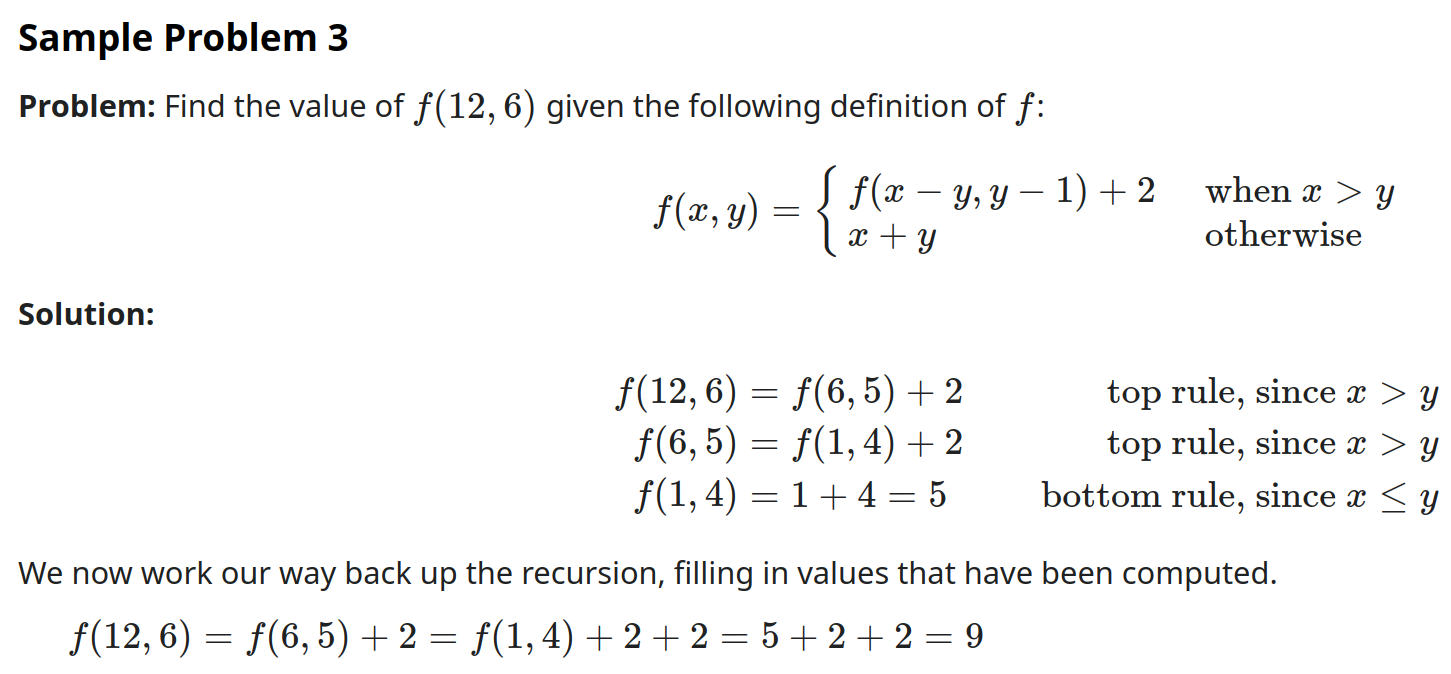 Sample Problem 3
Problem: Find the value of f(12, 6) given the following definition of f:
f(x, y) = { f(x − y, y − 1) + 2 when x > y
x + y otherwise
Solution:
f(12, 6) = f(6, 5) + 2 top rule, since x > y
f(6, 5) = f(1, 4) + 2 top rule, since x > y
f(1, 4) = 1 + 4 = 5 bottom rule, since x ≤ y
We now work our way back up the recursion, filling in values that have been computed.
f(12, 6) = f(6, 5) + 2 = f(1, 4) + 2 + 2 = 5 + 2 + 2 = 9